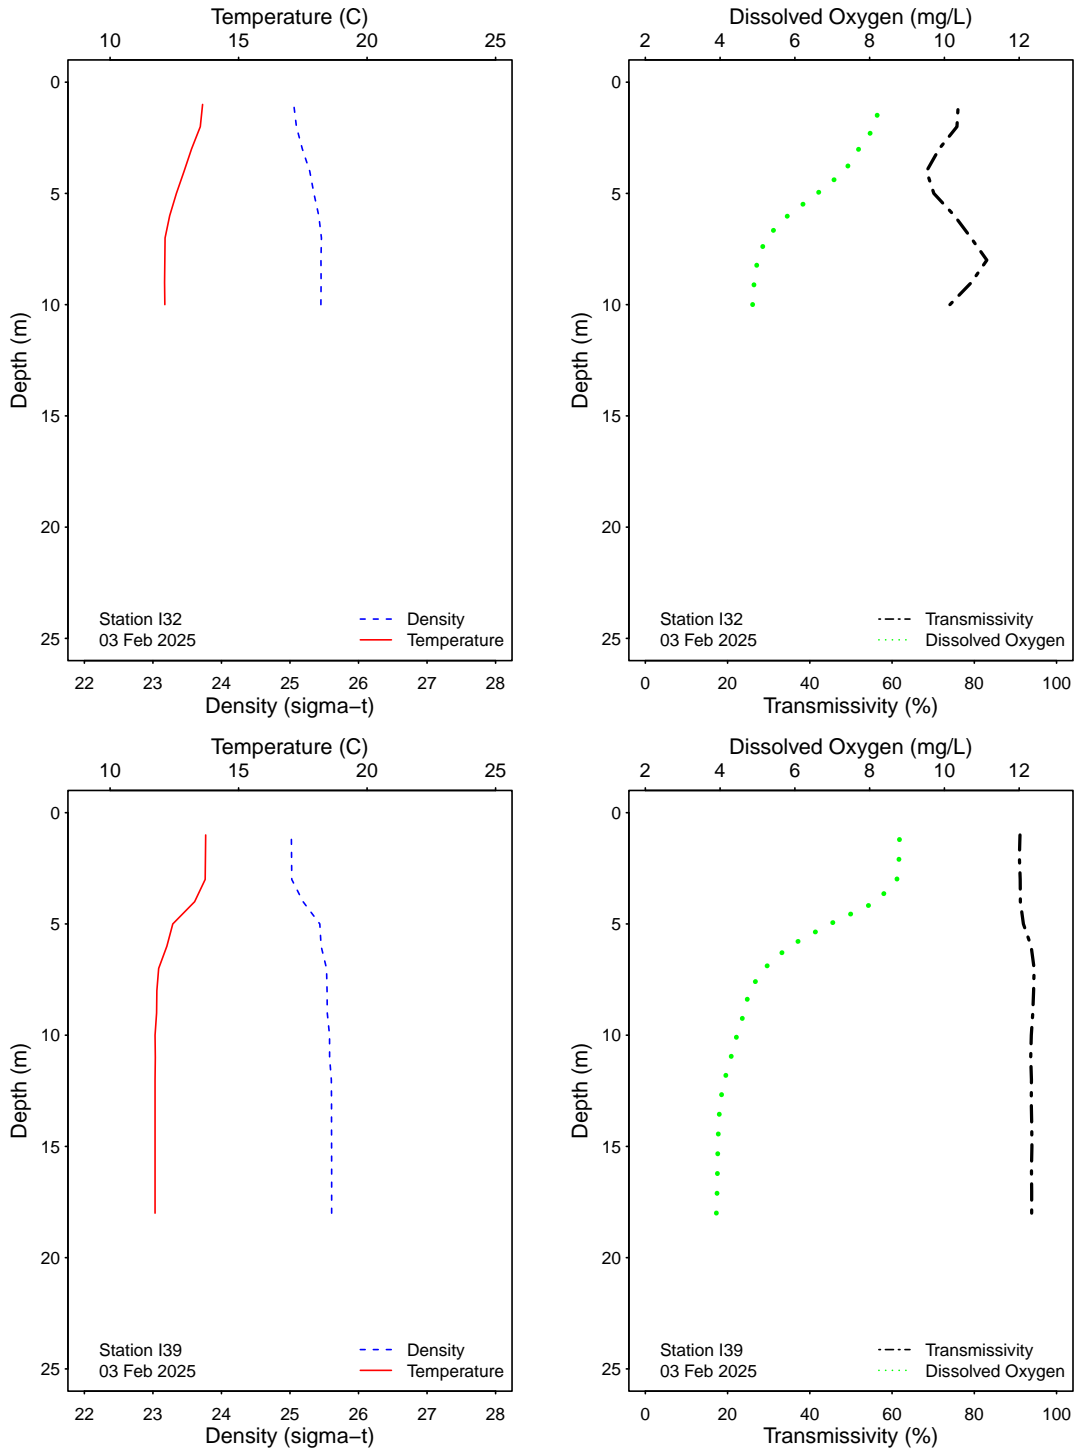 Temperature (C)
10 15 20 25
0
5
10
15
20
25
Depth (m)
Station I32
03 Feb 2025
Density
Temperature
22 23 24 25 26 27 28
Density (sigma−t)
Dissolved Oxygen (mg/L)
2 4 6 8 10 12
0
5
10
15
20
25
Depth (m)
Station I32
03 Feb 2025
Transmissivity
Dissolved Oxygen
0 20 40 60 80 100
Transmissivity (%)
Temperature (C)
10 15 20 25
0
5
10
15
20
25
Depth (m)
Station I39
03 Feb 2025
Density
Temperature
22 23 24 25 26 27 28
Density (sigma−t)
Dissolved Oxygen (mg/L)
2 4 6 8 10 12
0
5
10
15
20
25
Depth (m)
Station I39
03 Feb 2025
Transmissivity
Dissolved Oxygen
0 20 40 60 80 100
Transmissivity (%)